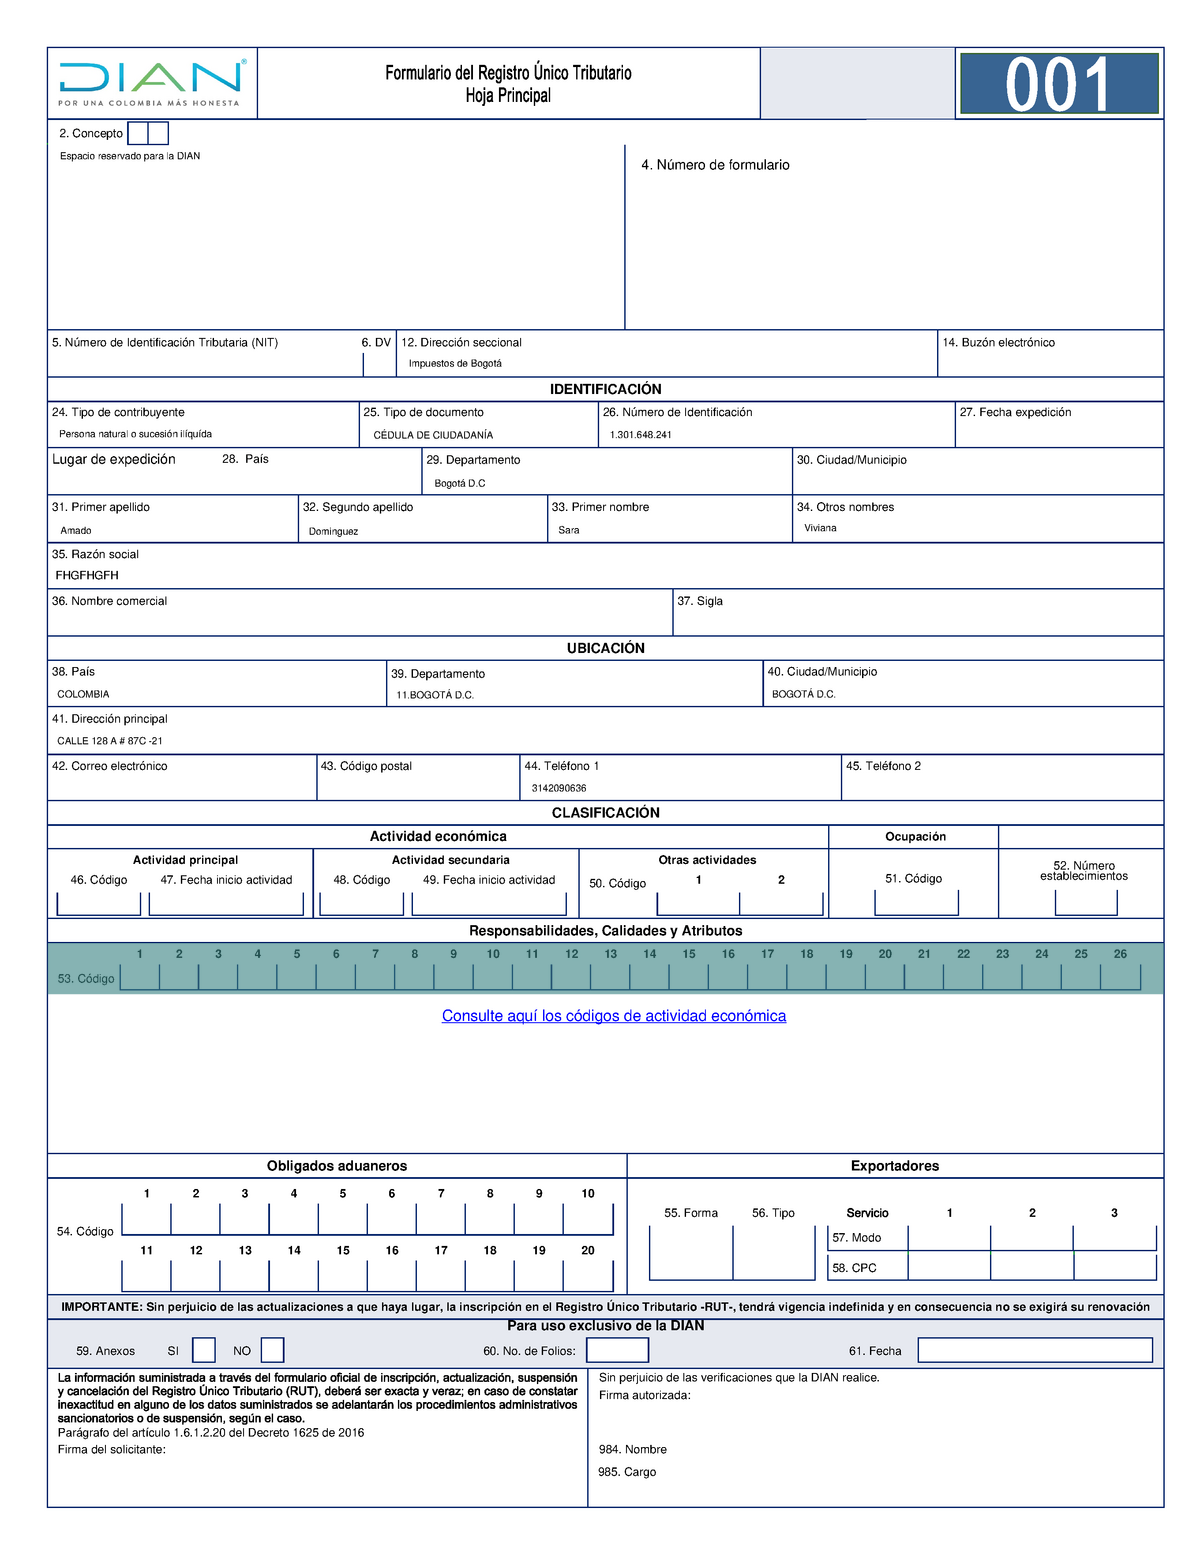 DIAN®
POR UNA COLOMBIA MÁS HONESTA
Formulario del Registro Único Tributario
Hoja Principal
001
2. Concepto
Espacio reservado para la DIAN
4. Número de formulario
5. Número de Identificación Tributaria (NIT) 6. DV 12. Dirección seccional 14. Buzón electrónico
Impuestos de Bogotá
IDENTIFICACIÓN
24. Tipo de contribuyente 25. Tipo de documento 26. Número de Identificación 27. Fecha expedición
Persona natural o sucesión ilíquída CÉDULA DE CIUDADANÍA 1.301.648.241
Lugar de expedición 28. País 29. Departamento 30. Ciudad/Municipio
Bogotá D.C
31. Primer apellido 32. Segundo apellido 33. Primer nombre 34. Otros nombres
Amado Dominguez Sara Viviana
35. Razón social
FHGFHGFH
36. Nombre comercial 37. Sigla
UBICACIÓN
38. País 39. Departamento 40. Ciudad/Municipio
COLOMBIA 11.BOGOTÁ D.C. BOGOTÁ D.C.
41. Dirección principal
CALLE 128 A # 87C -21
42. Correo electrónico 43. Código postal 44. Teléfono 1 45. Teléfono 2
3142090636
CLASIFICACIÓN
Actividad económica Ocupación
Actividad principal Actividad secundaria Otras actividades 52. Número
establecimientos
46. Código 47. Fecha inicio actividad 48. Código 49. Fecha inicio actividad 50. Código 1 2 51. Código
Responsabilidades, Calidades y Atributos
1 2 3 4 5 6 7 8 9 10 11 12 13 14 15 16 17 18 19 20 21 22 23 24 25 26
53. Código
Consulte aquí los códigos de actividad económica
Obligados aduaneros Exportadores
1 2 3 4 5 6 7 8 9 10
54. Código
11 12 13 14 15 16 17 18 19 20
55. Forma 56. Tipo Servicio 1 2 3
57. Modo
58. CPC
IMPORTANTE: Sin perjuicio de las actualizaciones a que haya lugar, la inscripción en el Registro Único Tributario -RUT-, tendrá vigencia indefinida y en consecuencia no se exigirá su renovación
Para uso exclusivo de la DIAN
59. Anexos SI NO 60. No. de Folios: 61. Fecha
La información suministrada a través del formulario oficial de inscripción, actualización, suspensión
y cancelación del Registro Único Tributario (RUT), deberá ser exacta y veraz; en caso de constatar
inexactitud en alguno de los datos suministrados se adelantarán los procedimientos administrativos
sancionatorios o de suspensión, según el caso.
Parágrafo del artículo 1.6.1.2.20 del Decreto 1625 de 2016
Firma del solicitante:
Sin perjuicio de las verificaciones que la DIAN realice.
Firma autorizada:
984. Nombre
985. Cargo